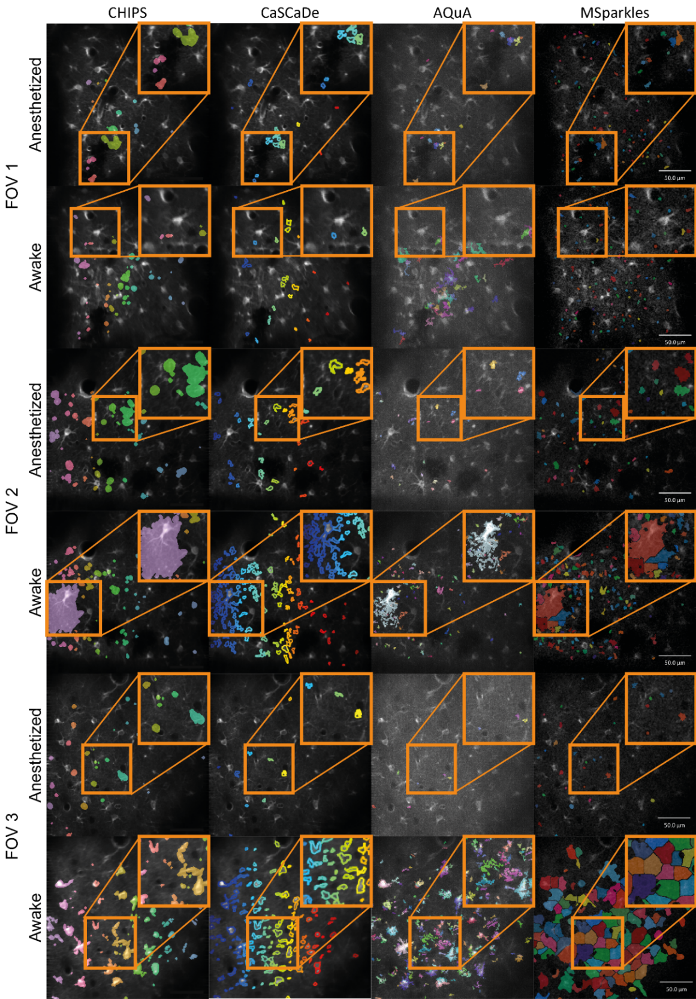 CHIPS CaSCaDe AQuA MSparkles
FOV 1
Anesthetized
50.0 µm
Awake
50.0 µm
FOV 2
Anesthetized
50.0 µm
Awake
50.0 µm
FOV 3
Anesthetized
50.0 µm
Awake
50.0 µm